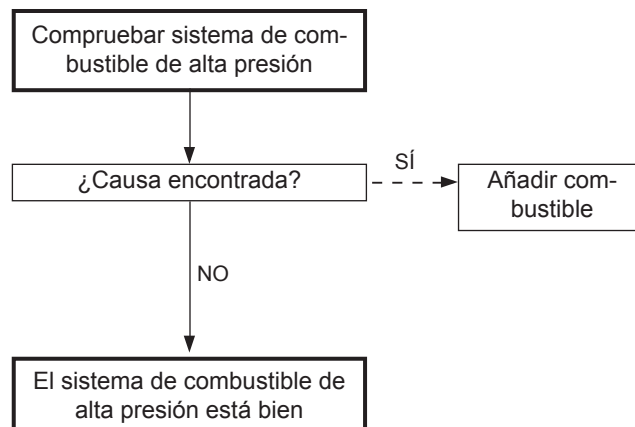 Compruebar sistema de com-
bustible de alta presión
¿Causa encontrada?
SÍ
Añadir com-
bustible
NO
El sistema de combustible de
alta presión está bien